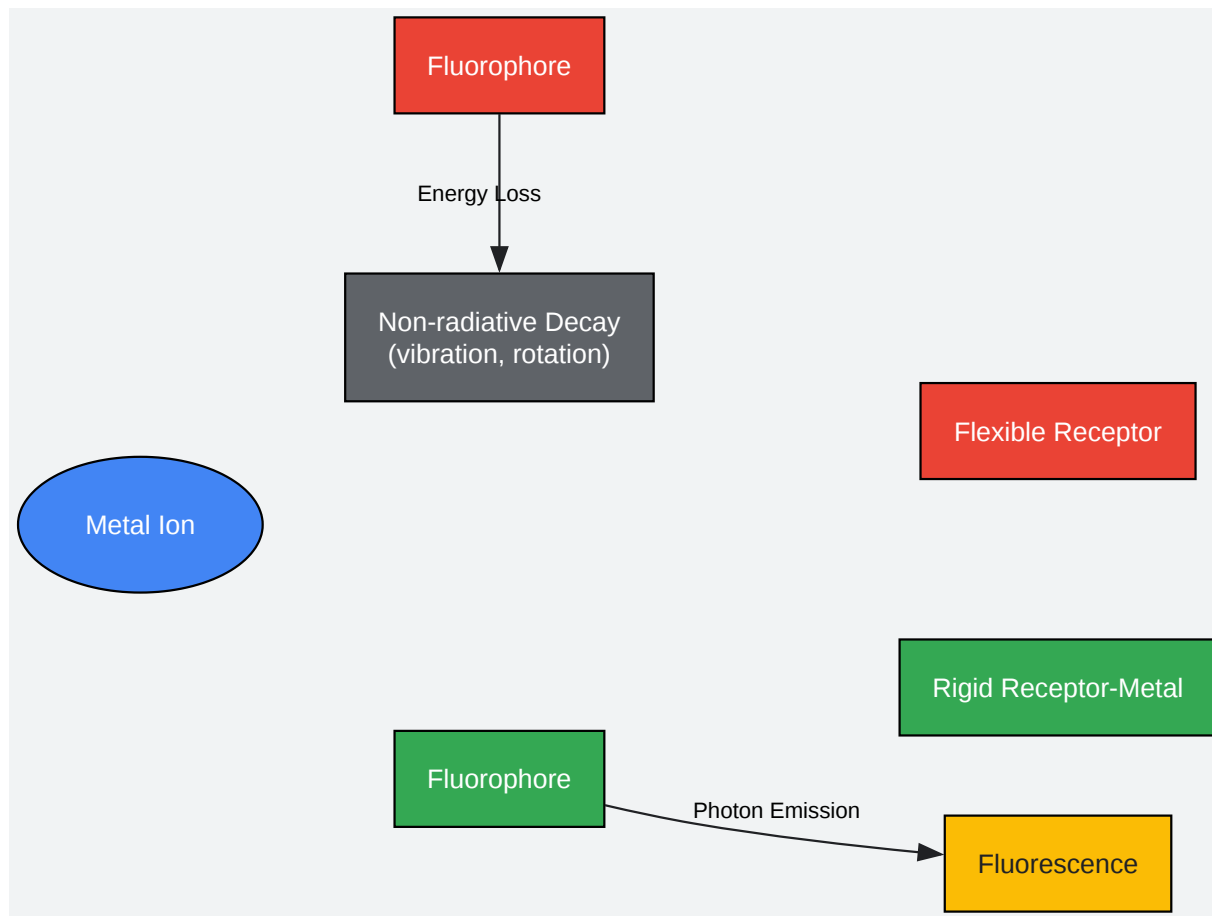 Fluorophore
Energy Loss
Non-radiative Decay
(vibration, rotation)
Flexible Receptor
Metal Ion
Rigid Receptor-Metal
Fluorophore
Photon Emission
Fluorescence